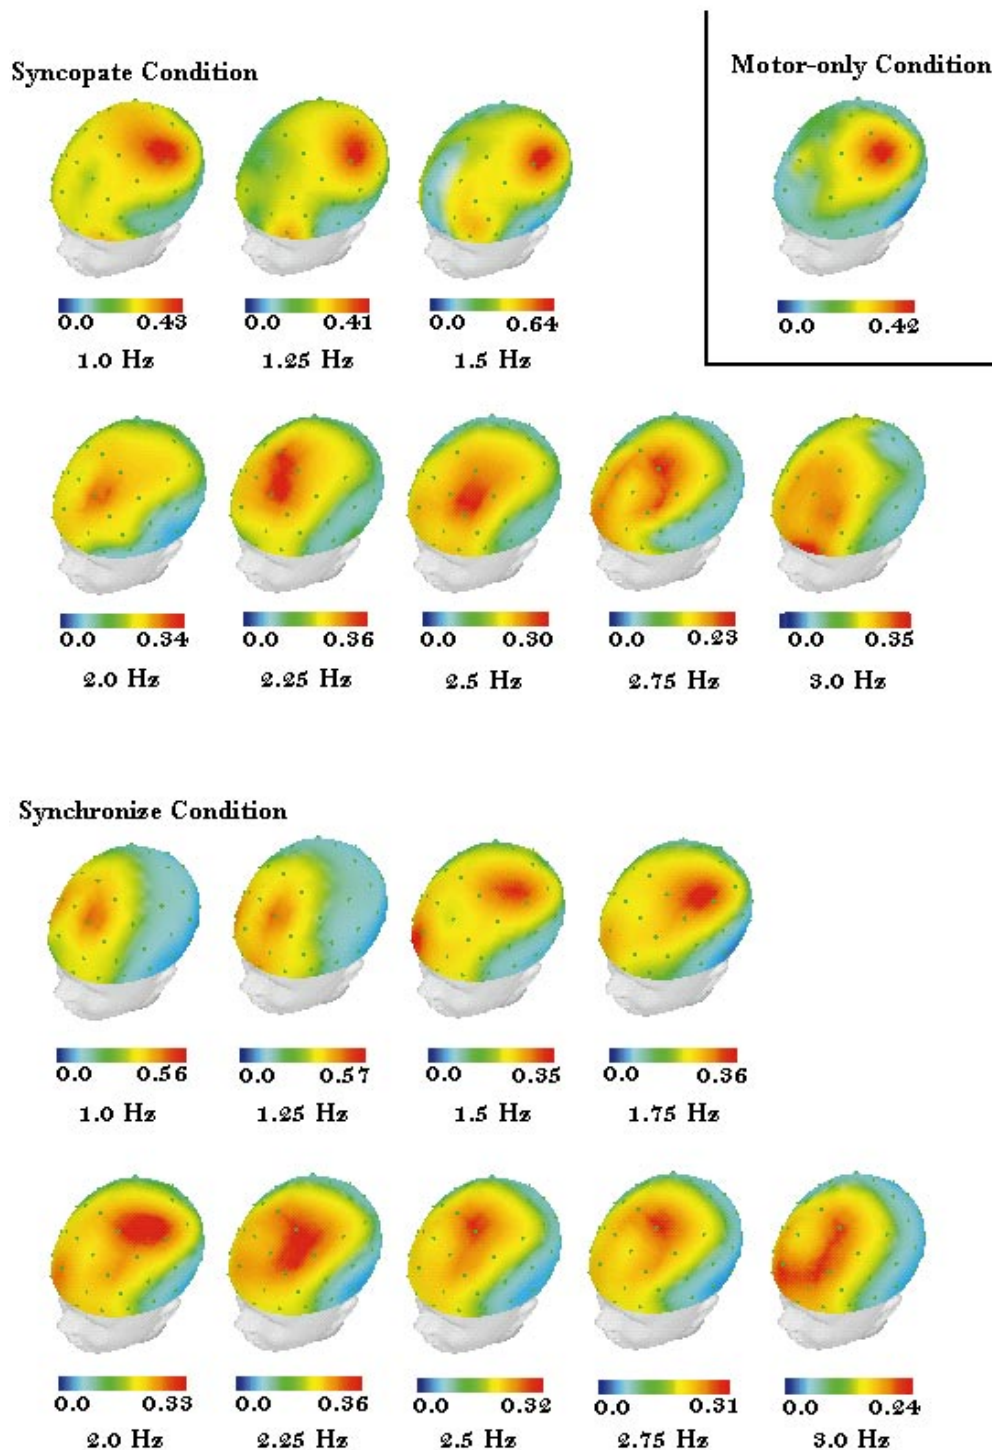 Syncopate Condition
Motor-only Condition
0.0 0.43
0.0 0.41
0.0 0.64
0.0 0.42
1.0 Hz
1.25 Hz
1.5 Hz
0.0 0.34
0.0 0.36
0.0 0.30
0.0 0.23
0.0 0.35
2.0 Hz
2.25 Hz
2.5 Hz
2.75 Hz
3.0 Hz
Synchronize Condition
0.0 0.56
0.0 0.57
0.0 0.35
0.0 0.36
1.0 Hz
1.25 Hz
1.5 Hz
1.75 Hz
0.0 0.33
0.0 0.36
0.0 0.32
0.0 0.31
0.0 0.24
2.0 Hz
2.25 Hz
2.5 Hz
2.75 Hz
3.0 Hz